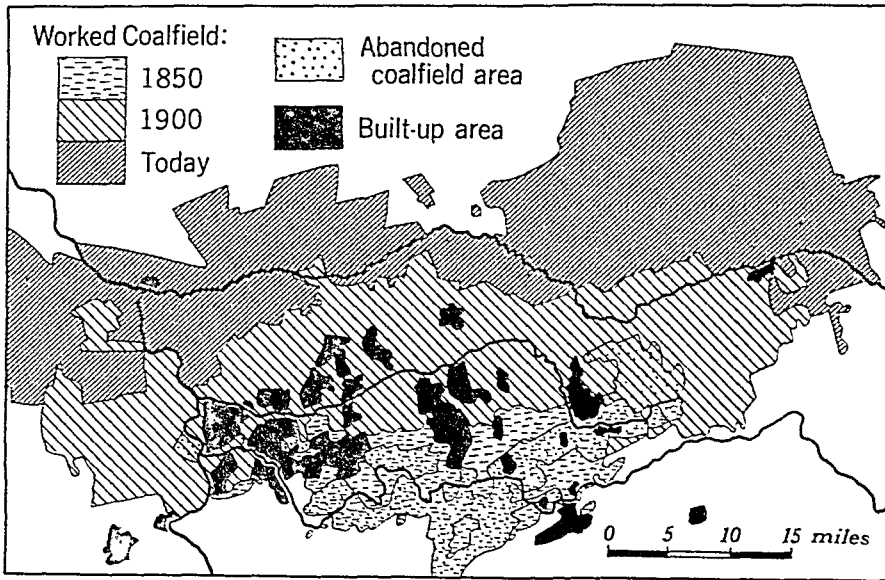 Worked Coalfield:
1850
1900
Today
Abandoned
coalfield area
Built-up area
0 5 10 15 miles